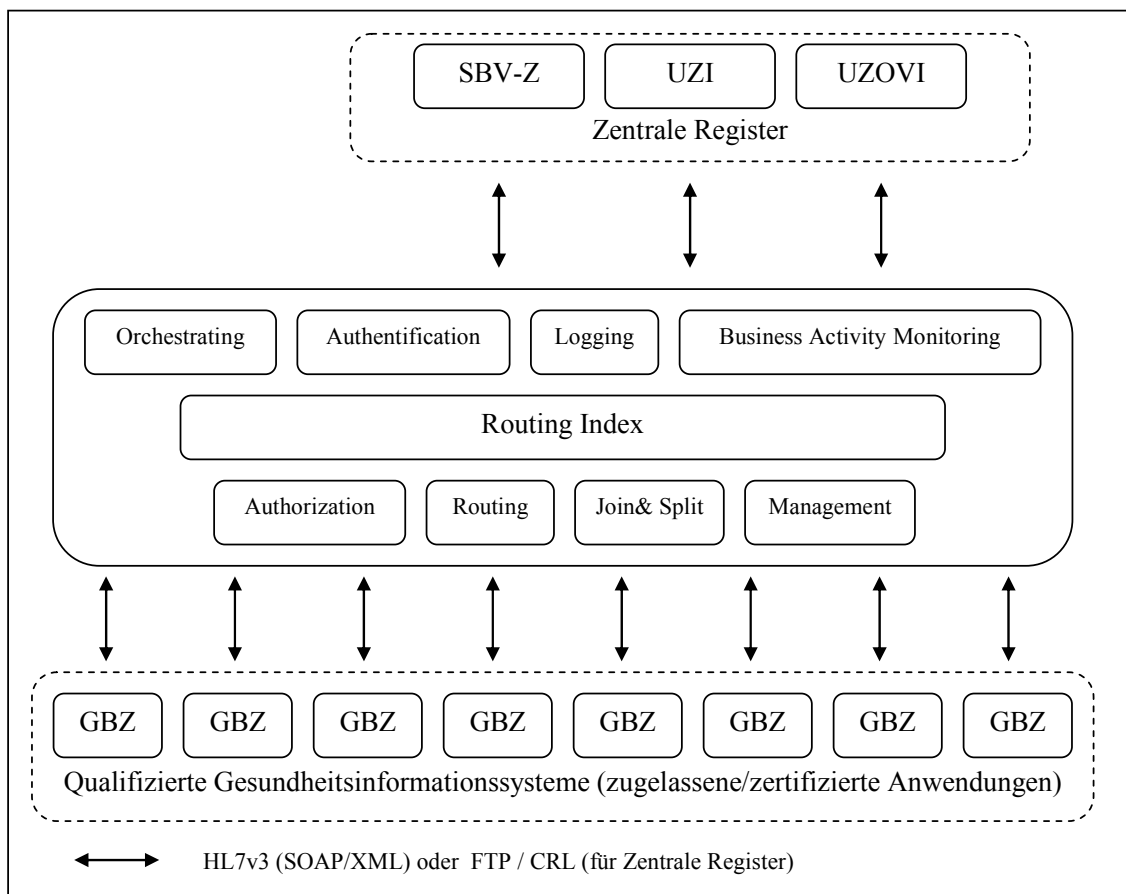 SBV-Z UZI UZOVI
Zentrale Register
Orchestrating Authentification Logging Business Activity Monitoring
Routing Index
Authorization Routing Join& Split Management
GBZ GBZ GBZ GBZ GBZ GBZ GBZ GBZ
Qualifizierte Gesundheitsinformationssysteme (zugelassene/zertifizierte Anwendungen)
HL7v3 (SOAP/XML) oder FTP / CRL (für Zentrale Register)